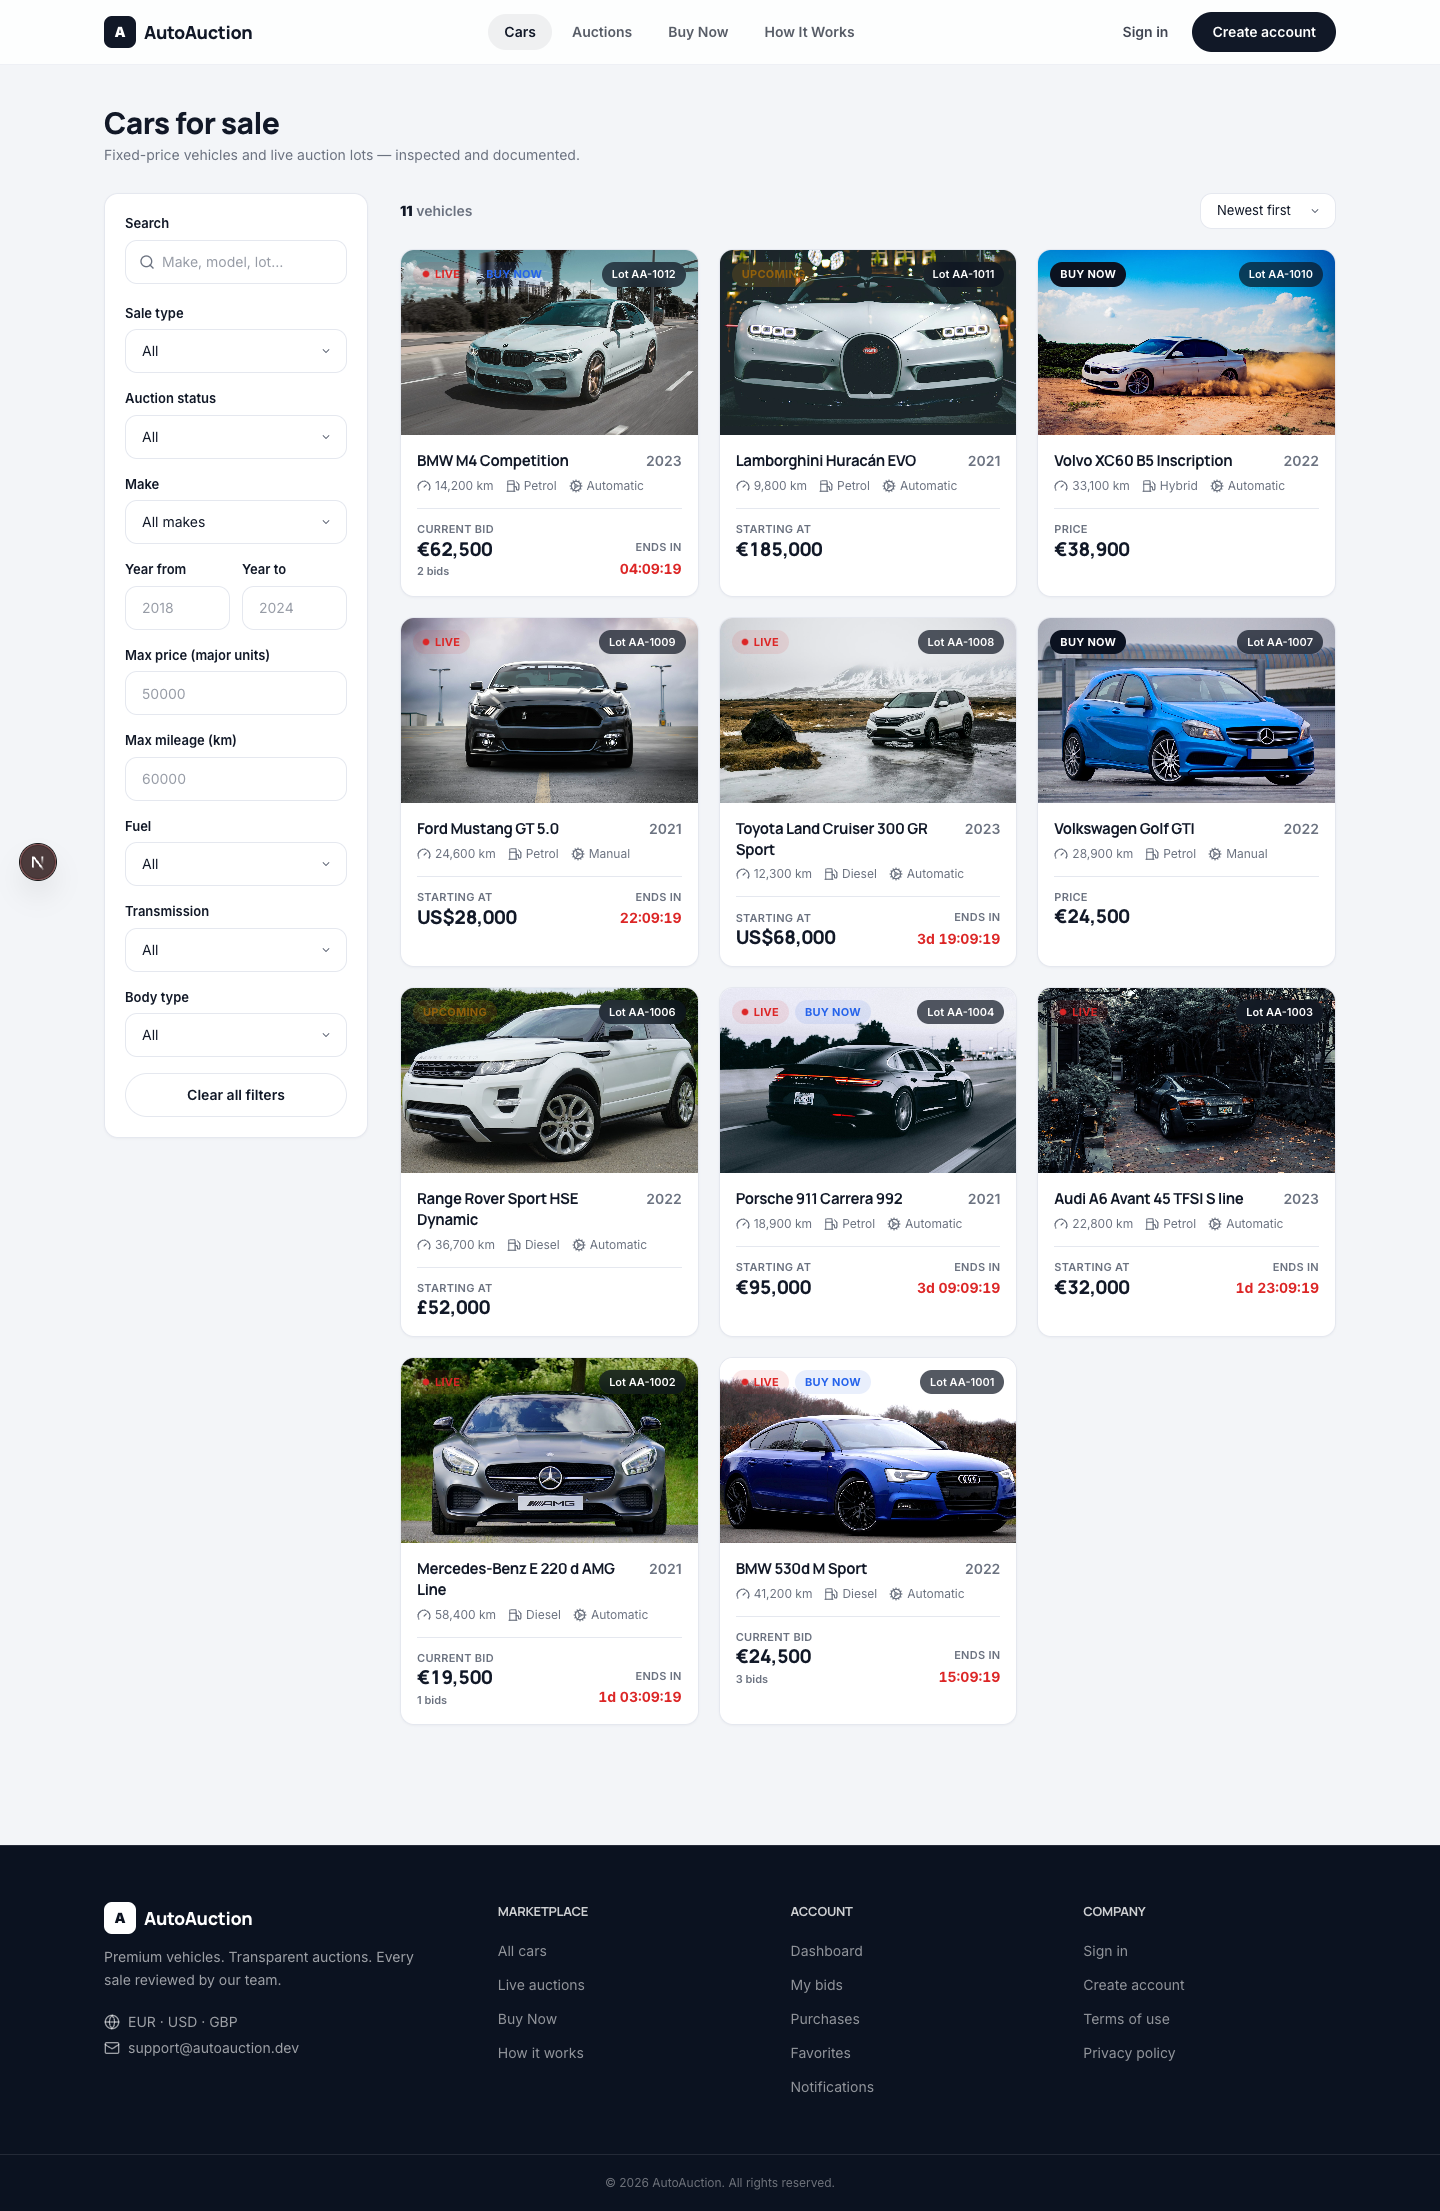 A AutoAuction
Cars Auctions Buy Now How It Works
Sign in Create account
Cars for sale
Fixed-price vehicles and live auction lots — inspected and documented.
Search
Make, model, lot...
Sale type
All
Auction status
All
Make
All makes
Year from Year to
2018 2024
Max price (major units)
50000
Max mileage (km)
60000
Fuel
All
Transmission
All
Body type
All
Clear all filters
11 vehicles
Newest first
LIVE BUY NOW Lot AA-1012
BMW M4 Competition 2023
14,200 km Petrol Automatic
CURRENT BID
€62,500
2 bids
ENDS IN
04:09:19
UPCOMING Lot AA-1011
Lamborghini Huracán EVO 2021
9,800 km Petrol Automatic
STARTING AT
€185,000
BUY NOW Lot AA-1010
Volvo XC60 B5 Inscription 2022
33,100 km Hybrid Automatic
PRICE
€38,900
LIVE Lot AA-1009
Ford Mustang GT 5.0 2021
24,600 km Petrol Manual
STARTING AT
US$28,000
ENDS IN
22:09:19
LIVE Lot AA-1008
Toyota Land Cruiser 300 GR 2023
Sport
12,300 km Diesel Automatic
STARTING AT
US$68,000
ENDS IN
3d 19:09:19
BUY NOW Lot AA-1007
Volkswagen Golf GTI 2022
28,900 km Petrol Manual
PRICE
€24,500
UPCOMING Lot AA-1006
Range Rover Sport HSE 2022
Dynamic
36,700 km Diesel Automatic
STARTING AT
£52,000
LIVE BUY NOW Lot AA-1004
Porsche 911 Carrera 992 2021
18,900 km Petrol Automatic
STARTING AT
€95,000
ENDS IN
3d 09:09:19
LIVE Lot AA-1003
Audi A6 Avant 45 TFSI S line 2023
22,800 km Petrol Automatic
STARTING AT
€32,000
ENDS IN
1d 23:09:19
LIVE Lot AA-1002
AMG
Mercedes-Benz E 220 d AMG 2021
Line
58,400 km Diesel Automatic
CURRENT BID
€19,500
1 bids
ENDS IN
1d 03:09:19
LIVE BUY NOW Lot AA-1001
BMW 530d M Sport 2022
41,200 km Diesel Automatic
CURRENT BID
€24,500
3 bids
ENDS IN
15:09:19
A AutoAuction
Premium vehicles. Transparent auctions. Every
sale reviewed by our team.
EUR · USD · GBP
support@autoauction.dev
MARKETPLACE
All cars
Live auctions
Buy Now
How it works
ACCOUNT
Dashboard
My bids
Purchases
Favorites
Notifications
COMPANY
Sign in
Create account
Terms of use
Privacy policy
© 2026 AutoAuction. All rights reserved.